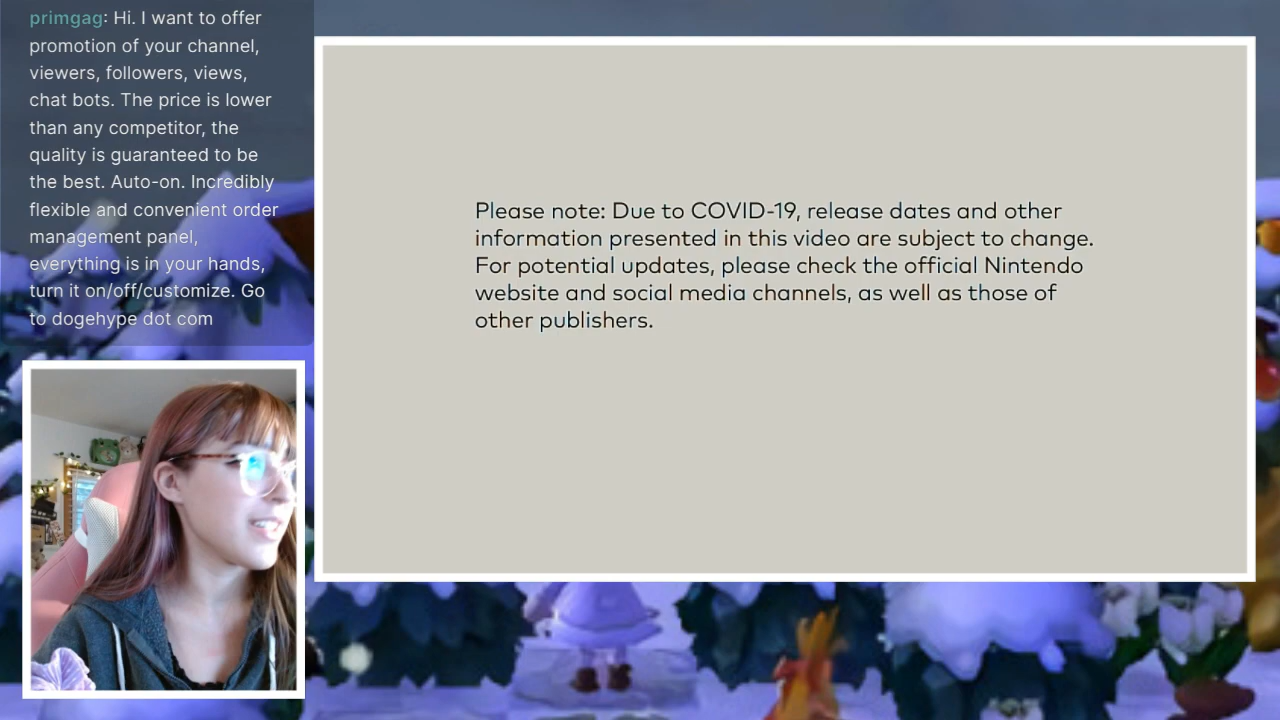 primgag: Hi. I want to offer
promotion of your channel,
viewers, followers, views,
chat bots. The price is lower
than any competitor, the
quality is guaranteed to be
the best. Auto-on. Incredibly
flexible and convenient order
management panel,
everything is in your hands,
turn it on/off/customize. Go
to dogehype dot com
Please note: Due to COVID-19, release dates and other
information presented in this video are subject to change.
For potential updates, please check the official Nintendo
website and social media channels, as well as those of
other publishers.